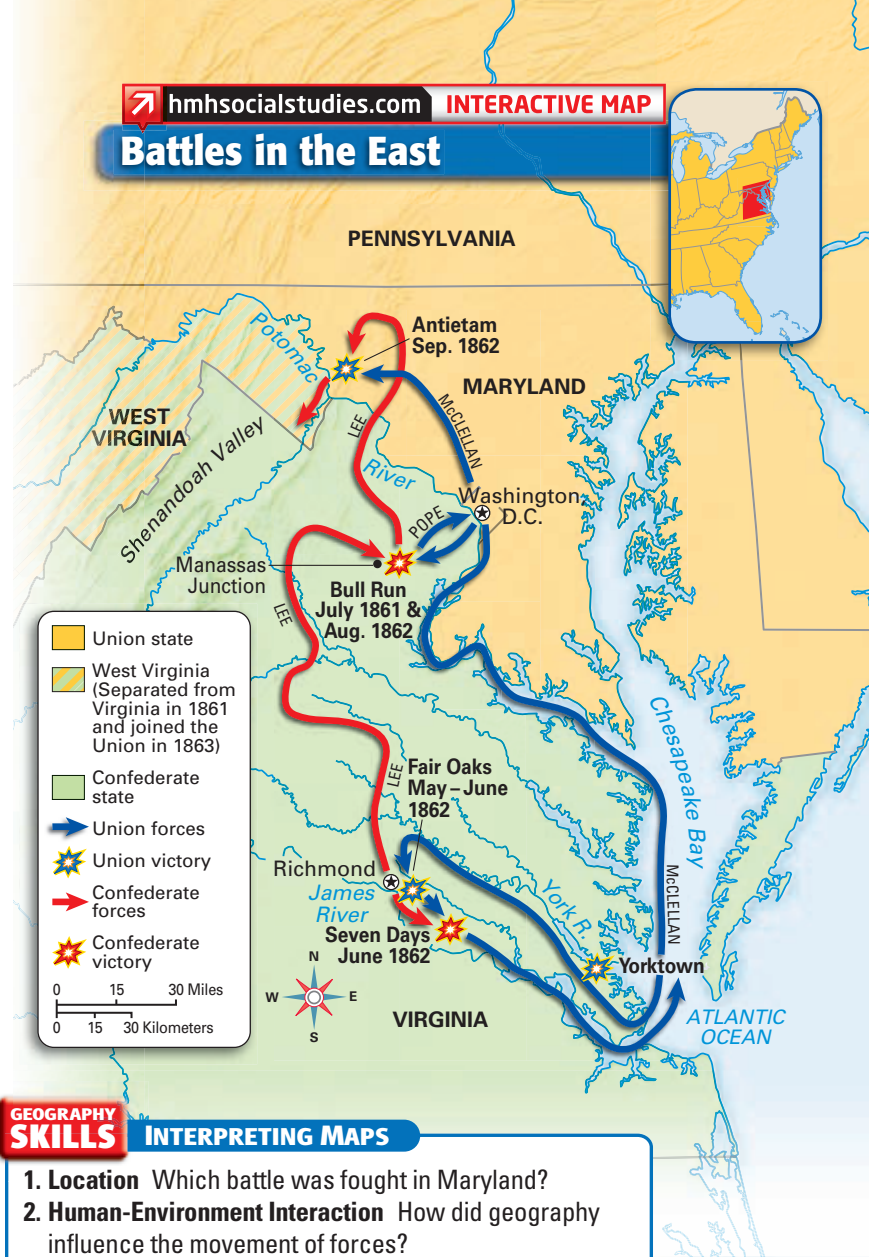 hmhsocialstudies.com INTERACTIVE MAP
Battles in the East
PENNSYLVANIA
Potomac
Antietam
Sep. 1862
MARYLAND
WEST
VIRGINIA
Shenandoah Valley
LEE
McCLELLAN
River
Washington,
D.C.
POPE
Manassas
Junction
Bull Run
July 1861 &
Aug. 1862
LEE
Union state
West Virginia
(Separated from
Virginia in 1861
and joined the
Union in 1863)
Confederate
state
Union forces
Union victory
Confederate
forces
Confederate
victory
0 15 30 Miles
0 15 30 Kilometers
Chesapeake Bay
LEE
Fair Oaks
May–June
1862
Richmond
James
River
York R.
McCLELLAN
Seven Days
June 1862
Yorktown
N
W E
S
VIRGINIA
ATLANTIC
OCEAN
GEOGRAPHY
SKILLS INTERPRETING MAPS
1. Location Which battle was fought in Maryland?
2. Human-Environment Interaction How did geography
influence the movement of forces?